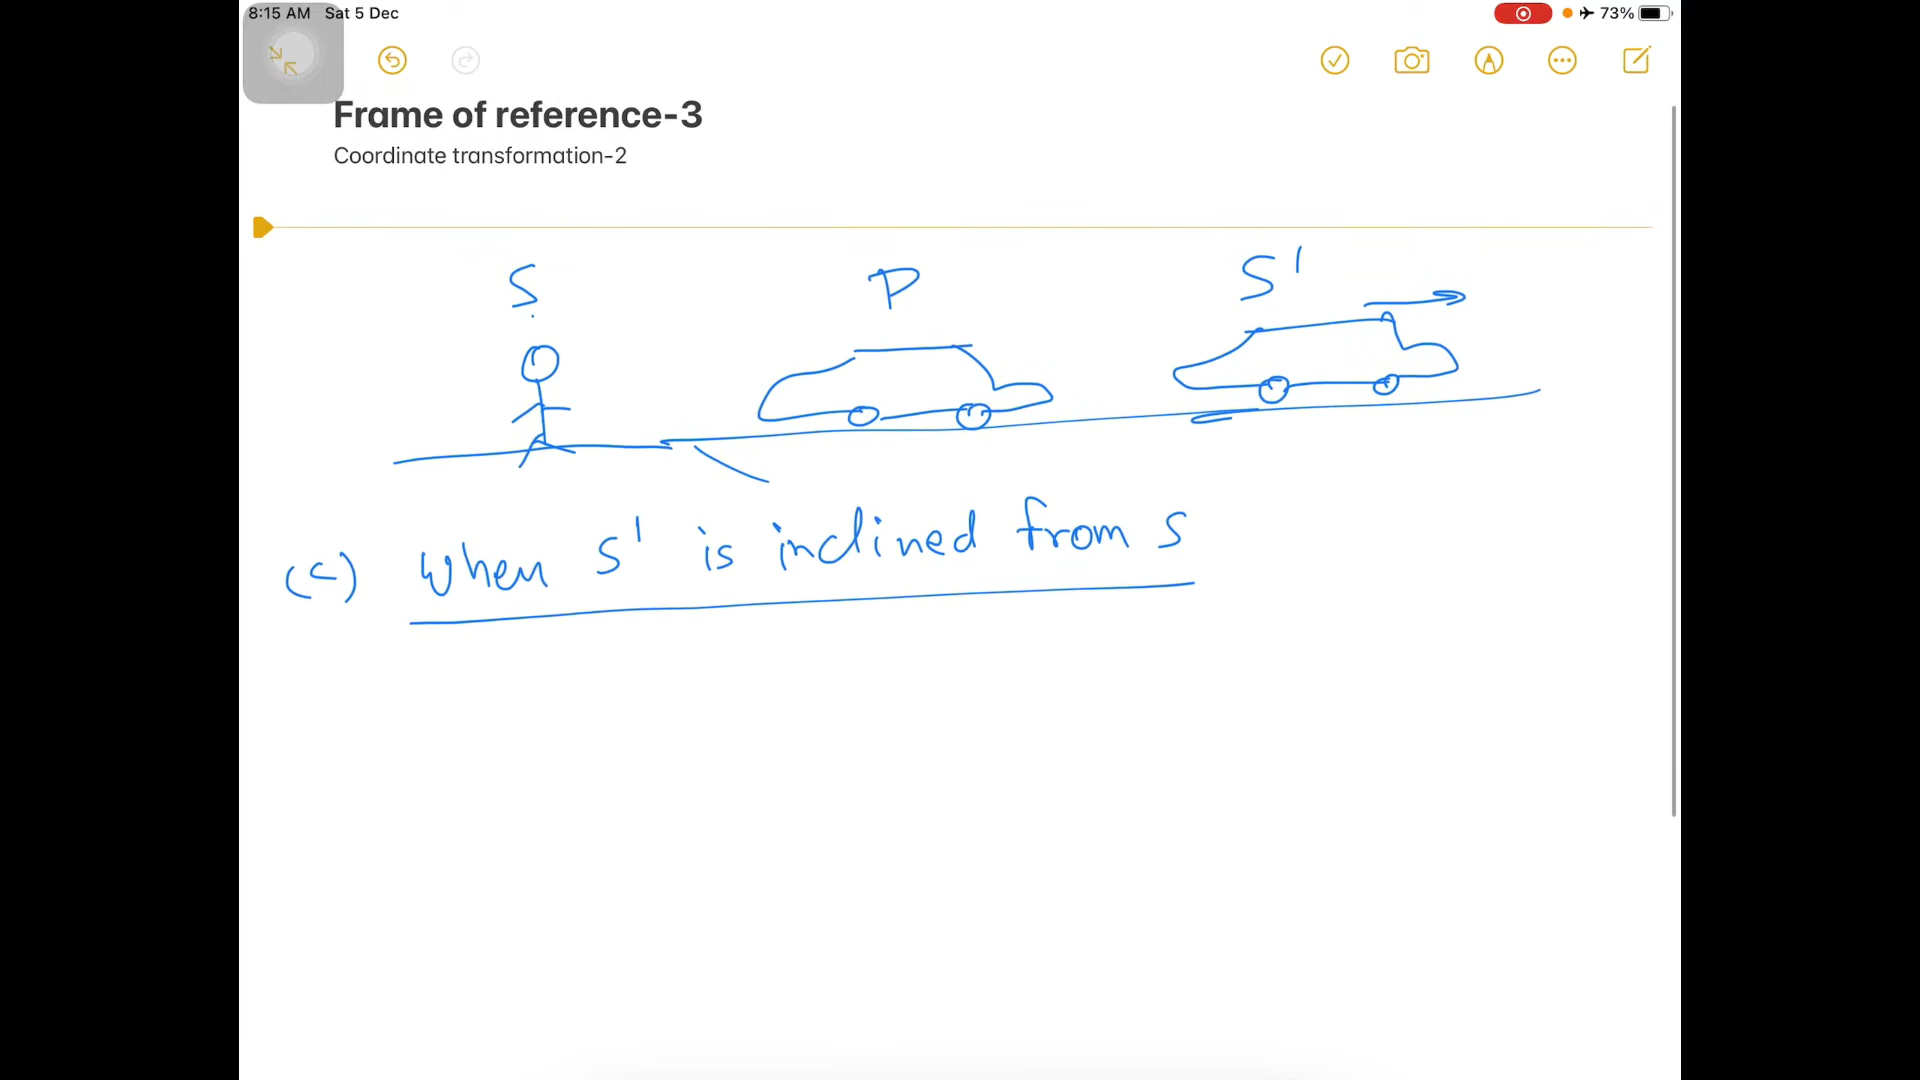 8:15 AM Sat 5 Dec 73%
Frame of reference-3
Coordinate transformation-2
S P S'
(c) When S' is inclined from S